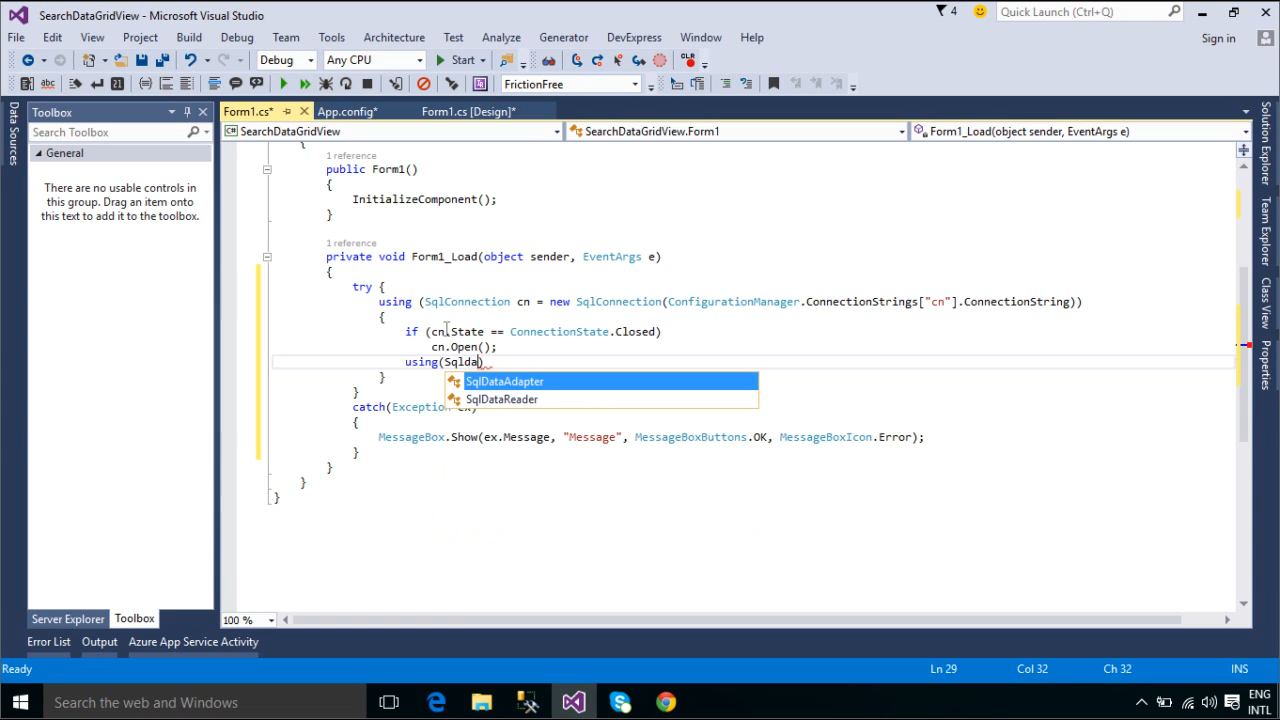 SearchDataGridView - Microsoft Visual Studio
4
Quick Launch (Ctrl+Q)
File Edit View Project Build Debug Team Tools Architecture Test Analyze Generator DevExpress Window Help
Sign in
Debug Any CPU Start CLR
FrictionFree
Data Sources
Toolbox
Search Toolbox
General
There are no usable controls in
this group. Drag an item onto
this text to add it to the toolbox.
Server Explorer Toolbox
Form1.cs* App.config* Form1.cs [Design]*
SearchDataGridView SearchDataGridView.Form1 Form1_Load(object sender, EventArgs e)
{
1 reference
public Form1()
{
InitializeComponent();
}
1 reference
private void Form1_Load(object sender, EventArgs e)
{
try {
using (SqlConnection cn = new SqlConnection(ConfigurationManager.ConnectionStrings["cn"].ConnectionString))
{
if (cn.State == ConnectionState.Closed)
cn.Open();
using(Sqlda)
SqlDataAdapter
SqlDataReader
}
}
catch(Exception ex)
{
MessageBox.Show(ex.Message, "Message", MessageBoxButtons.OK, MessageBoxIcon.Error);
}
}
}
}
100 %
Solution Explorer
Team Explorer
Class View
Properties
Error List Output Azure App Service Activity
Ready Ln 29 Col 32 Ch 32 INS
Search the web and Windows
ENG
INTL